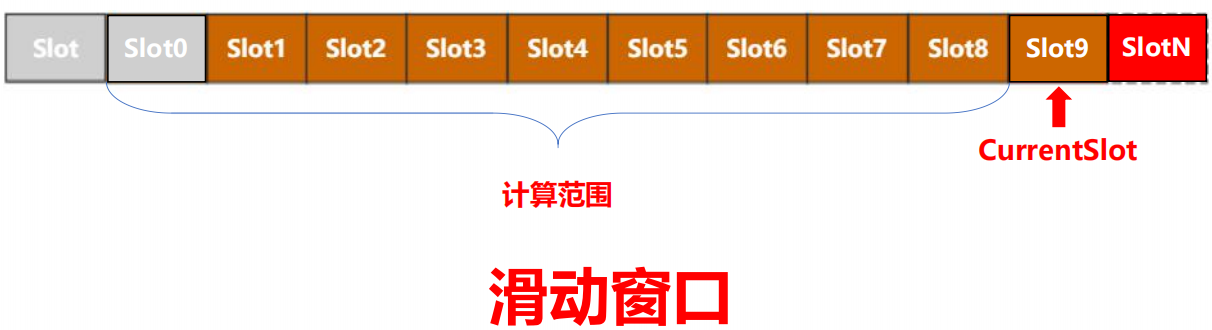 Slot Slot0 Slot1 Slot2 Slot3 Slot4 Slot5 Slot6 Slot7 Slot8 Slot9 SlotN
CurrentSlot
计算范围
滑动窗口